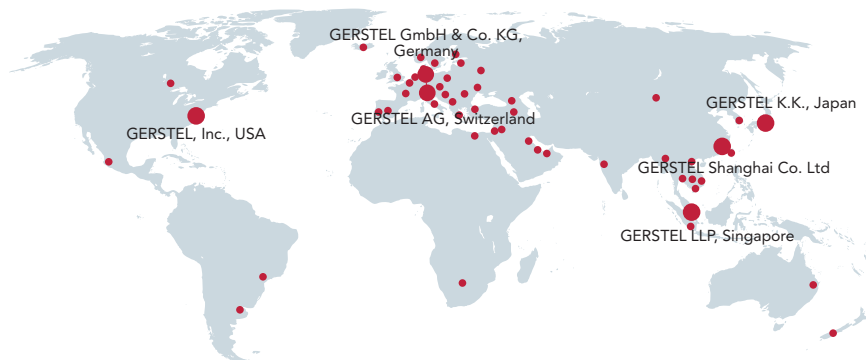 GERSTEL GmbH & Co. KG,
Germany
GERSTEL K.K., Japan
GERSTEL AG, Switzerland
GERSTEL, Inc., USA
GERSTEL Shanghai Co. Ltd
GERSTEL LLP, Singapore